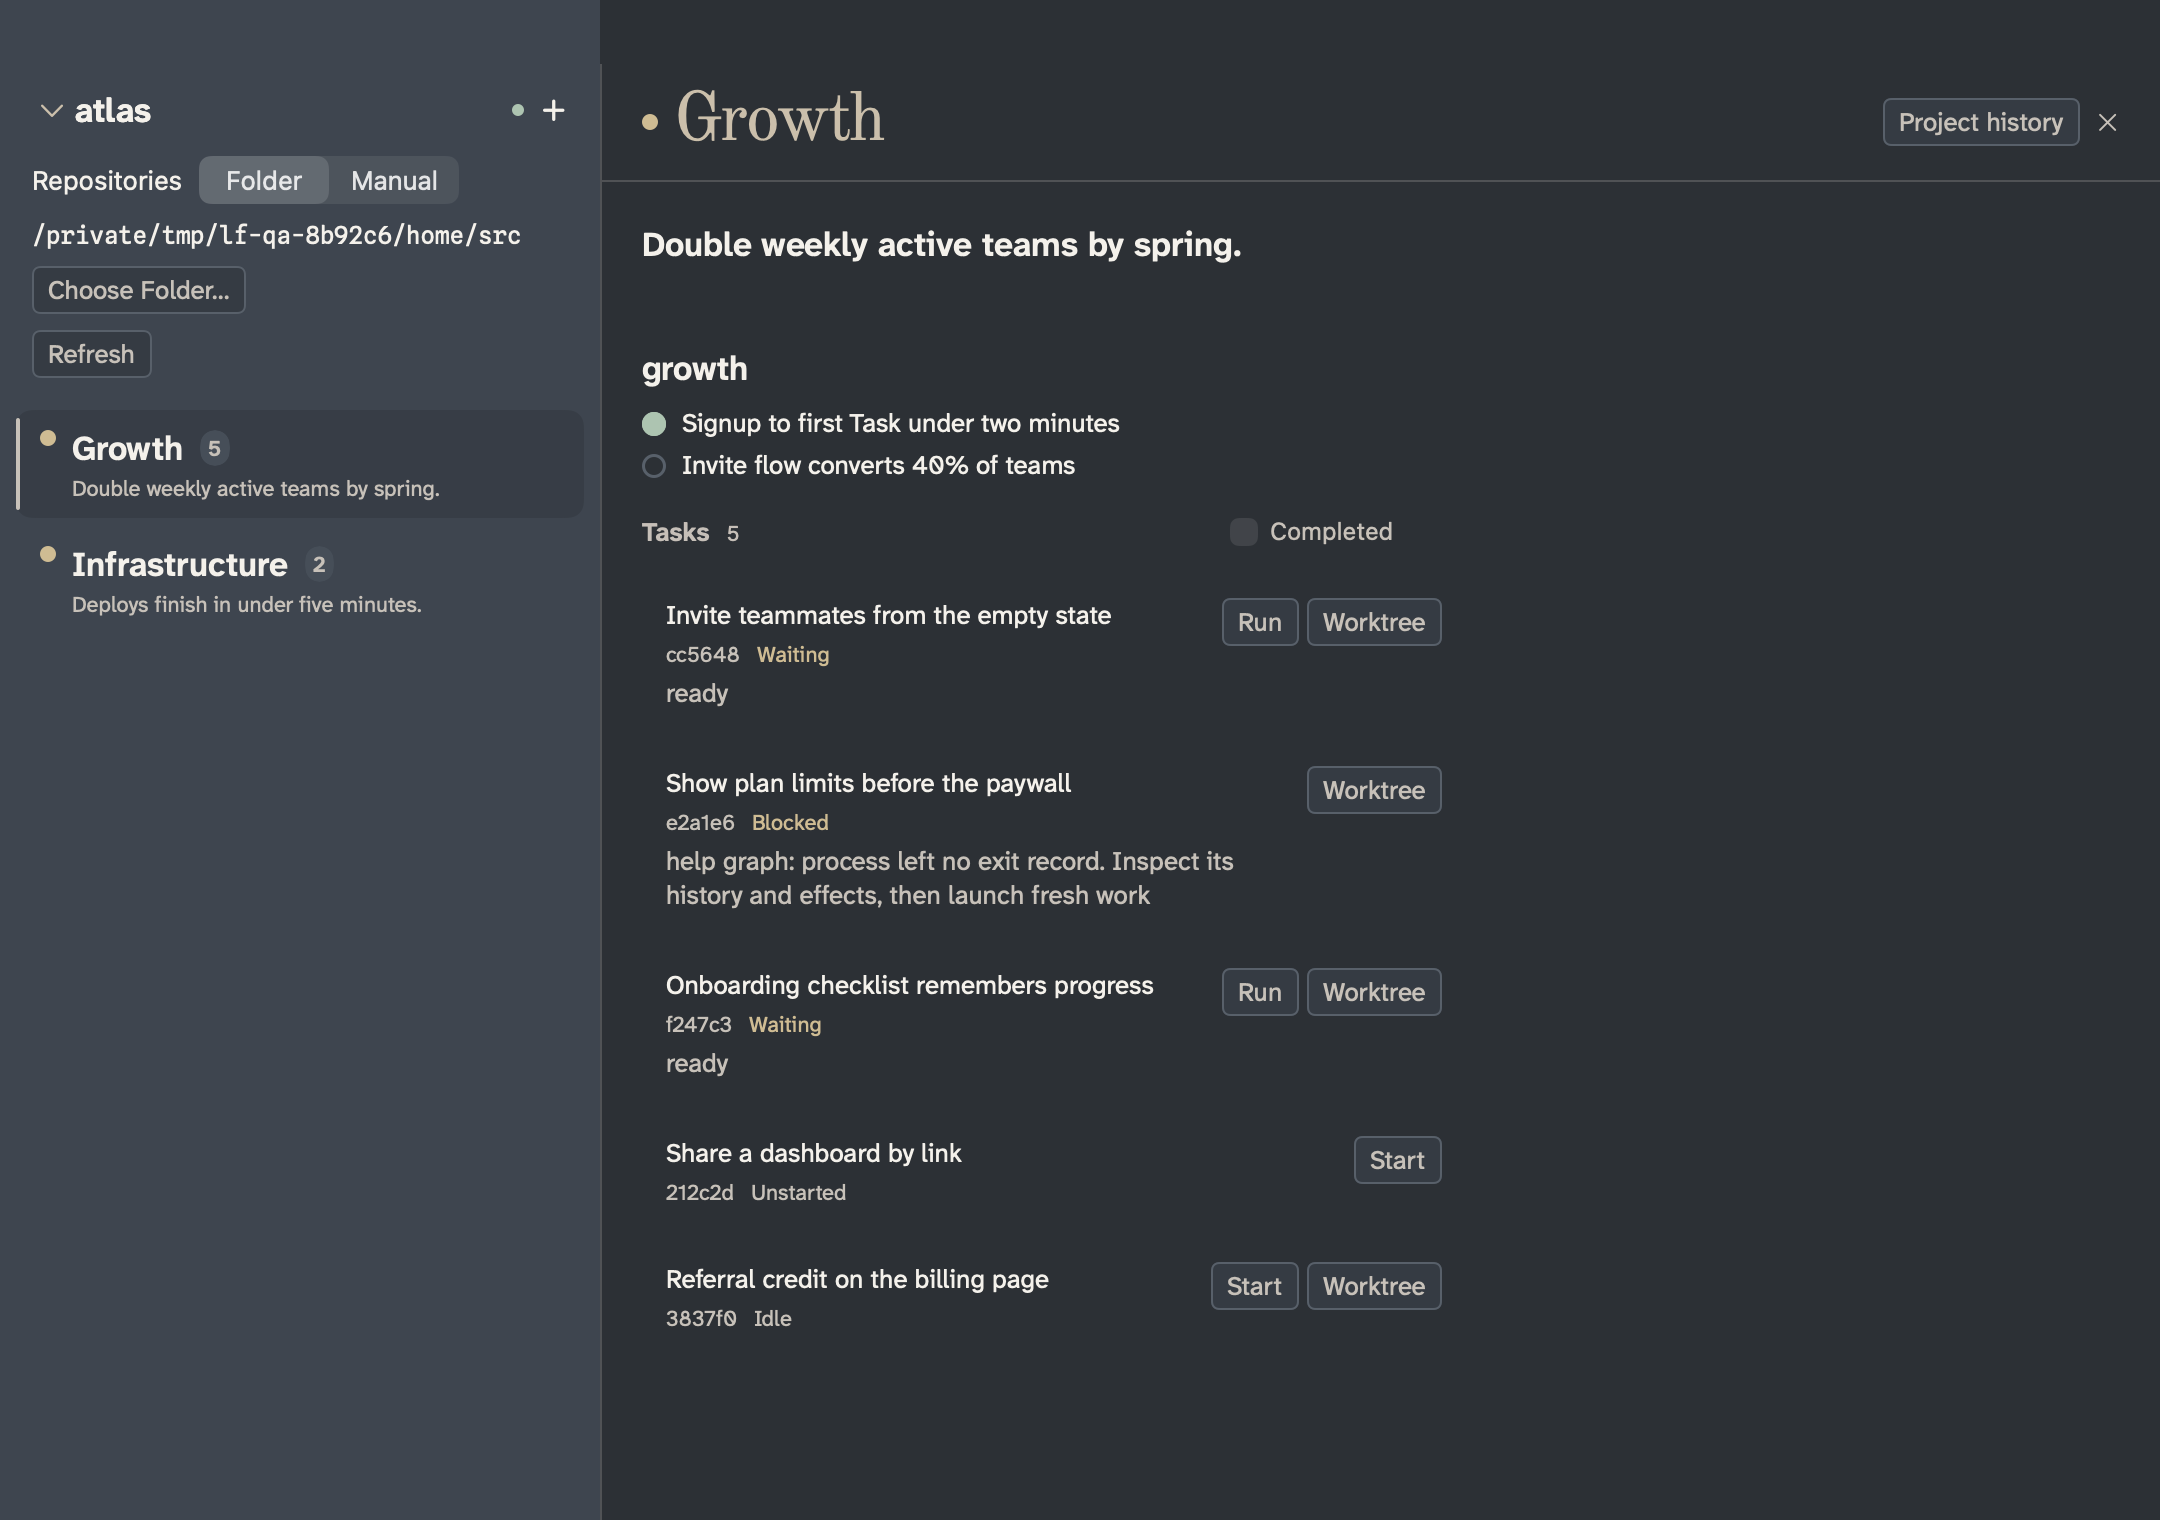 atlas
Repositories Folder Manual
/private/tmp/lf-qa-8b92c6/home/src
Choose Folder...
Refresh
Growth 5
Double weekly active teams by spring.
Infrastructure 2
Deploys finish in under five minutes.
Growth
Project history
Double weekly active teams by spring.
growth
Signup to first Task under two minutes
Invite flow converts 40% of teams
Tasks 5
Completed
Invite teammates from the empty state
Run Worktree
cc5648 Waiting
ready
Show plan limits before the paywall
Worktree
e2a1e6 Blocked
help graph: process left no exit record. Inspect its
history and effects, then launch fresh work
Onboarding checklist remembers progress
Run Worktree
f247c3 Waiting
ready
Share a dashboard by link
Start
212c2d Unstarted
Referral credit on the billing page
Start Worktree
3837f0 Idle